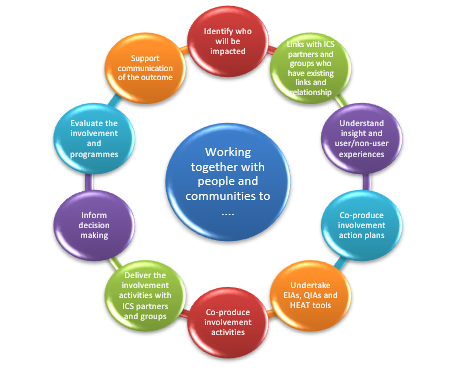 Identify who
will be
impacted
Links with ICS
partners and
groups who
have existing
links and
relationship
Understand
insight and
user/non-user
experiences
Co-produce
involvement
action plans
Undertake
EIAs, QIAs and
HEAT tools
Co-produce
involvement
activities
Deliver the
involvement
activities with
ICS partners
and groups
Inform
decision
making
Evaluate the
involvement
and
programmes
Support
communication
of the outcome
Working
together with
people and
communities to
....